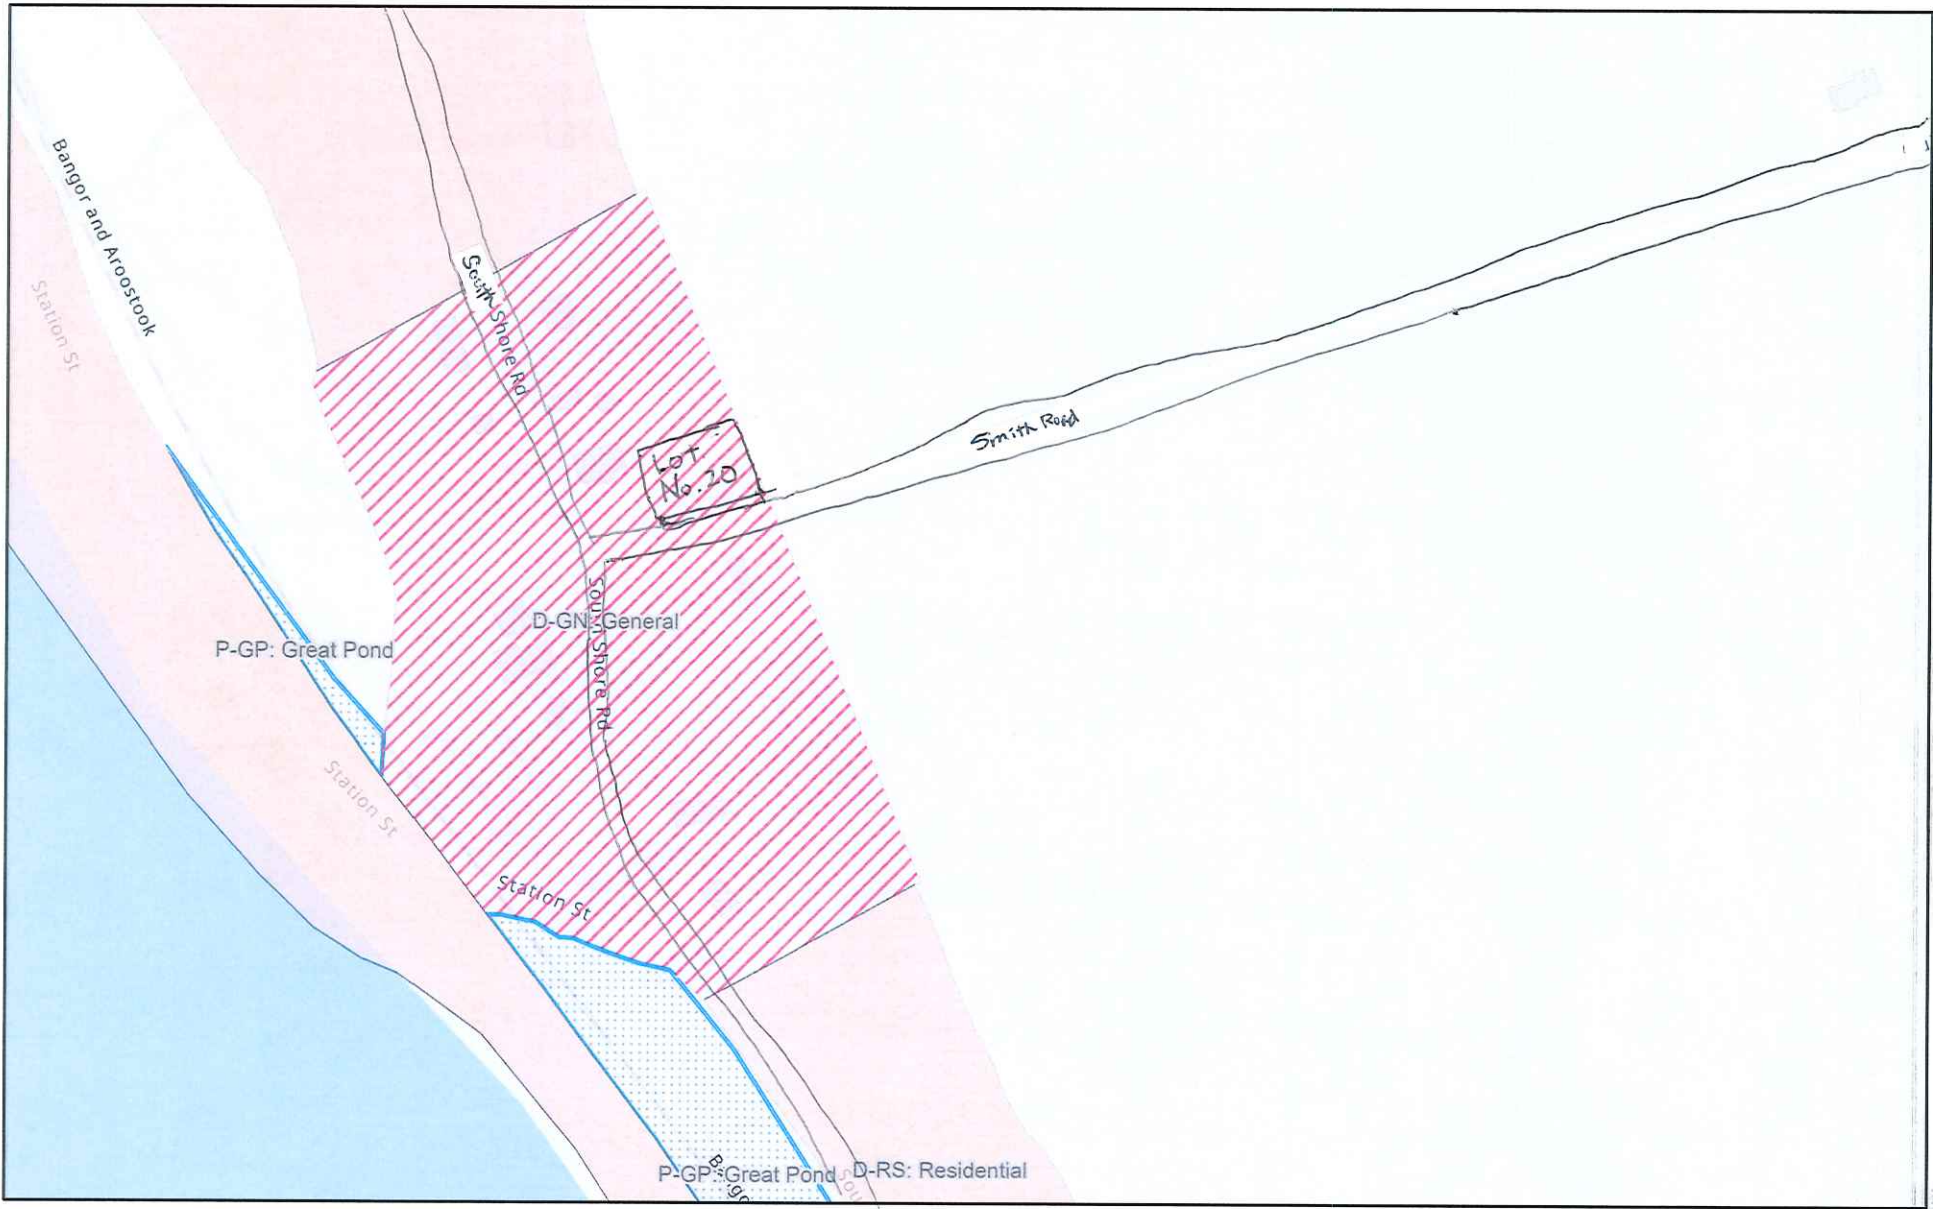 Bangor and Aroostook
Station St
South Shore Rd
Lot
No. 20
Smith Road
South Shore Rd
D-GN: General
P-GP: Great Pond
Station St
Station St
P-GP: Great Pond
D-RS: Residential